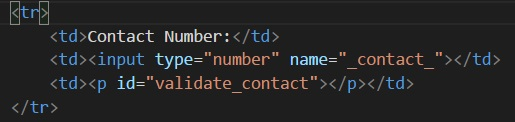 <tr>
<td>Contact Number:</td>
<td><input type="number" name="_contact_"></td>
<td><p id="validate_contact"></p></td>
</tr>